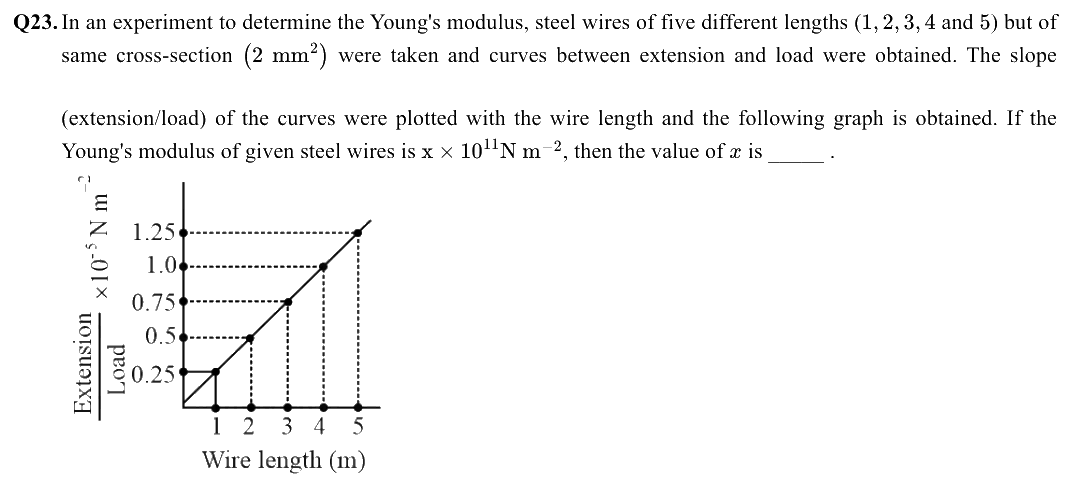 Q23. In an experiment to determine the Young's modulus, steel wires of five different lengths (1, 2, 3, 4 and 5) but of
same cross-section (2 mm²) were taken and curves between extension and load were obtained. The slope
(extension/load) of the curves were plotted with the wire length and the following graph is obtained. If the
Young's modulus of given steel wires is x × 10¹¹N m⁻², then the value of x is _____ .
Extension
Load
×10⁻⁵ N m⁻²
1.25
1.0
0.75
0.5
0.25
1 2 3 4 5
Wire length (m)